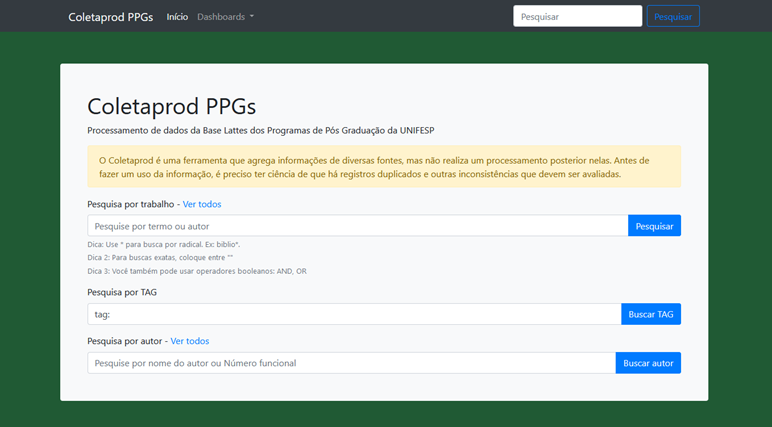 Coletaprod PPGs Início Dashboards Pesquisar Pesquisar
Coletaprod PPGs
Processamento de dados da Base Lattes dos Programas de Pós Graduação da UNIFESP
O Coletaprod é uma ferramenta que agrega informações de diversas fontes, mas não realiza um processamento posterior nelas. Antes de
fazer um uso da informação, é preciso ter ciência de que há registros duplicados e outras inconsistências que devem ser avaliadas.
Pesquisa por trabalho - Ver todos
Pesquise por termo ou autor Pesquisar
Dica: Use * para busca por radical. Ex: biblio*.
Dica 2: Para buscas exatas, coloque entre ""
Dica 3: Você também pode usar operadores booleanos: AND, OR
Pesquisa por TAG
tag: Buscar TAG
Pesquisa por autor - Ver todos
Pesquise por nome do autor ou Número funcional Buscar autor